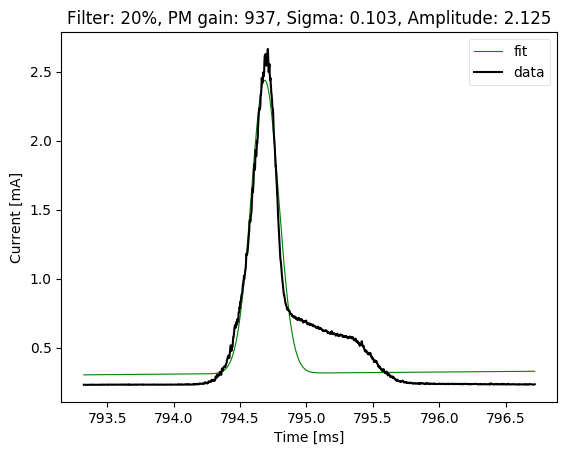 Filter: 20%, PM gain: 937, Sigma: 0.103, Amplitude: 2.125
fit
data
2.5
2.0
1.5
1.0
0.5
Current [mA]
793.5 794.0 794.5 795.0 795.5 796.0 796.5
Time [ms]